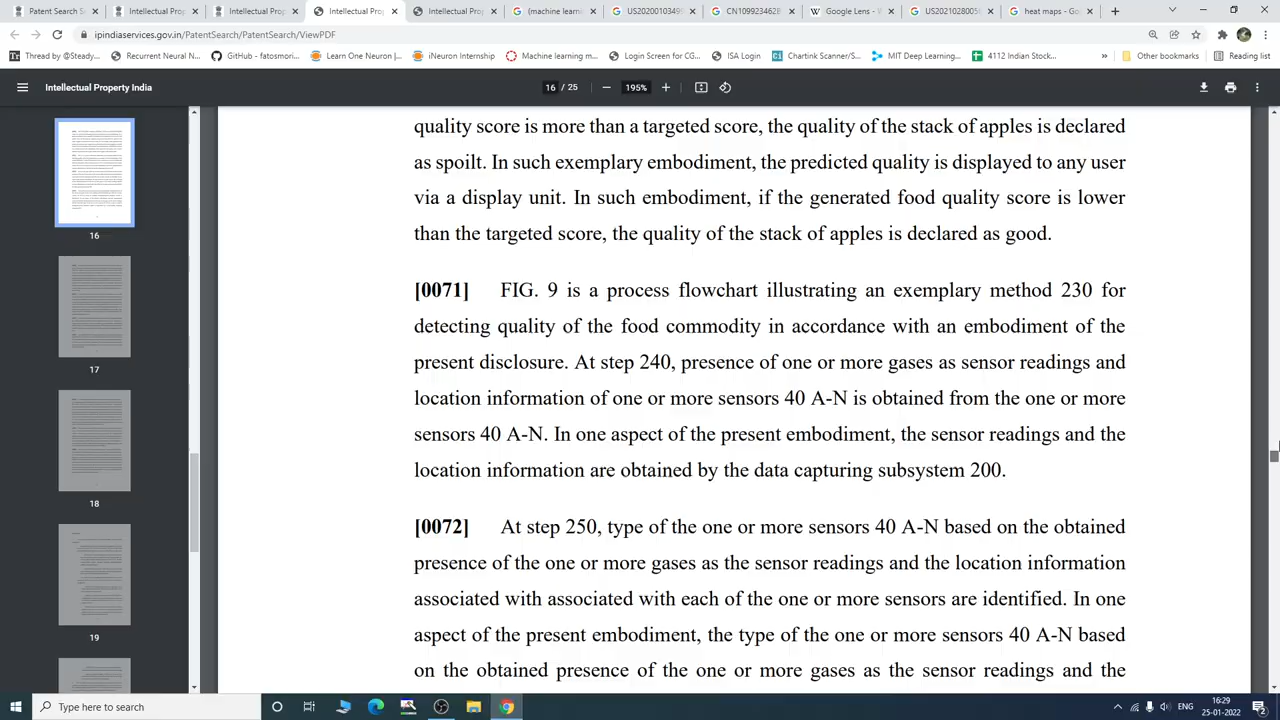 Patent Search S
Patent Search
Patent Search
Intellectual Prop
Intellectual Prop
(machine learni
US2020010349
CN109923462B
Google Lens - W
US2021028005
heat maps - Go
ipindiaservices.gov.in/PatentSearch/PatentSearch/ViewPDF
Thread by @Steady...
Recurrent Neural N...
GitHub - fatosmori...
Learn One Neuron |...
iNeuron Internship
Machine learning m...
Login Screen for CG...
ISA Login
Chartink Scanner/S...
MIT Deep Learning...
4112 Indian Stock...
»
Other bookmarks
Reading list
Intellectual Property India
16 / 25
195%
16
17
18
19
quality score is more than a targeted score, the quality of the stack of apples is declared
as spoilt. In such exemplary embodiment, the predicted quality is displayed to any user
via a display unit. In such embodiment, if the generated food quality score is lower
than the targeted score, the quality of the stack of apples is declared as good.
[0071] FIG. 9 is a process flowchart illustrating an exemplary method 230 for
detecting quality of the food commodity in accordance with an embodiment of the
present disclosure. At step 240, presence of one or more gases as sensor readings and
location information of one or more sensors 40 A-N is obtained from the one or more
sensors 40 A-N. In one aspect of the present embodiment, the sensor readings and the
location information are obtained by the data capturing subsystem 200.
[0072] At step 250, type of the one or more sensors 40 A-N based on the obtained
presence of the one or more gases as the sensor readings and the location information
associated with associated with each of the one or more sensors are identified. In one
aspect of the present embodiment, the type of the one or more sensors 40 A-N based
on the obtained presence of the one or more gases as the sensor readings and the
Type here to search
16:29
25-01-2022
2